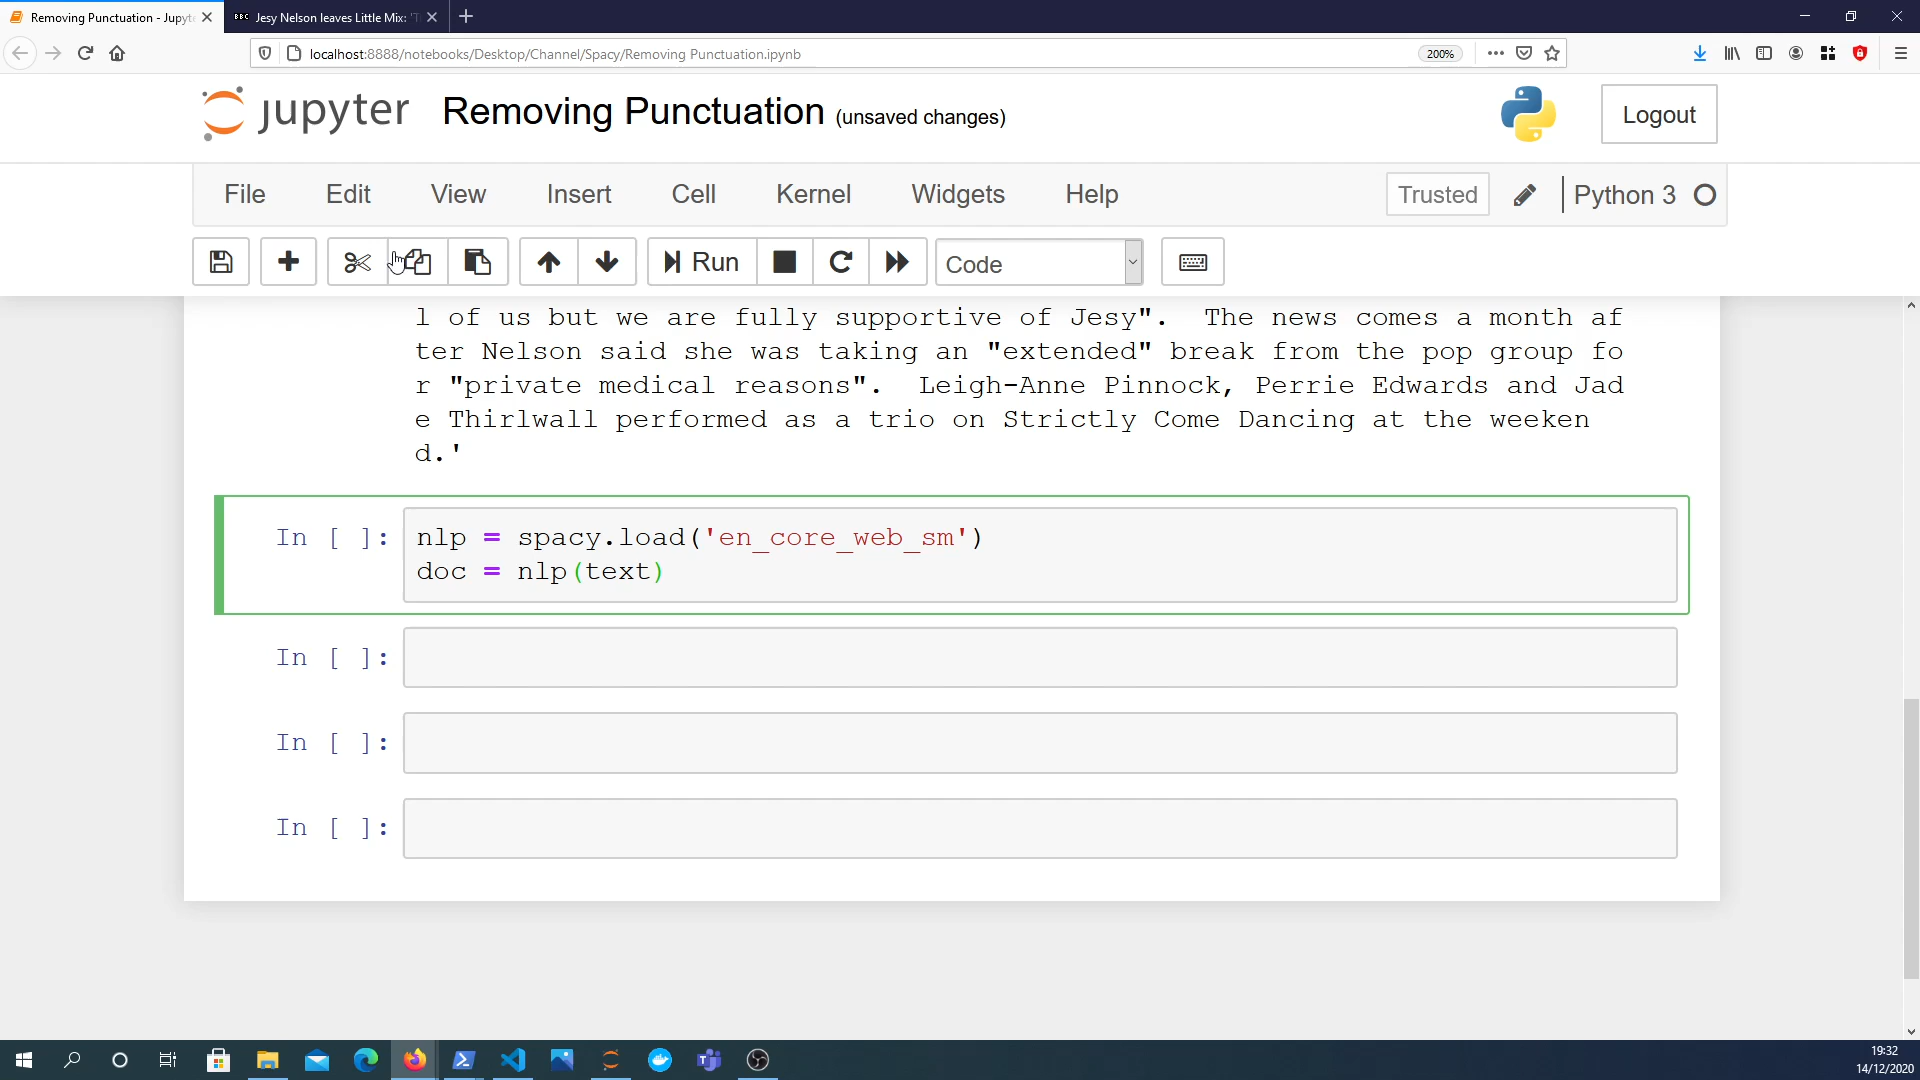 Removing Punctuation - Jupyt
BBC Jesy Nelson leaves Little Mix: 'T
localhost:8888/notebooks/Desktop/Channel/Spacy/Removing Punctuation.ipynb
200%
jupyter Removing Punctuation (unsaved changes)
Logout
File Edit View Insert Cell Kernel Widgets Help
Trusted Python 3
Run Code
l of us but we are fully supportive of Jesy".  The news comes a month af
ter Nelson said she was taking an "extended" break from the pop group fo
r "private medical reasons".  Leigh-Anne Pinnock, Perrie Edwards and Jad
e Thirlwall performed as a trio on Strictly Come Dancing at the weeken
d.'
In [ ]: nlp = spacy.load('en_core_web_sm')
doc = nlp(text)
In [ ]:
In [ ]:
In [ ]:
19:32
14/12/2020